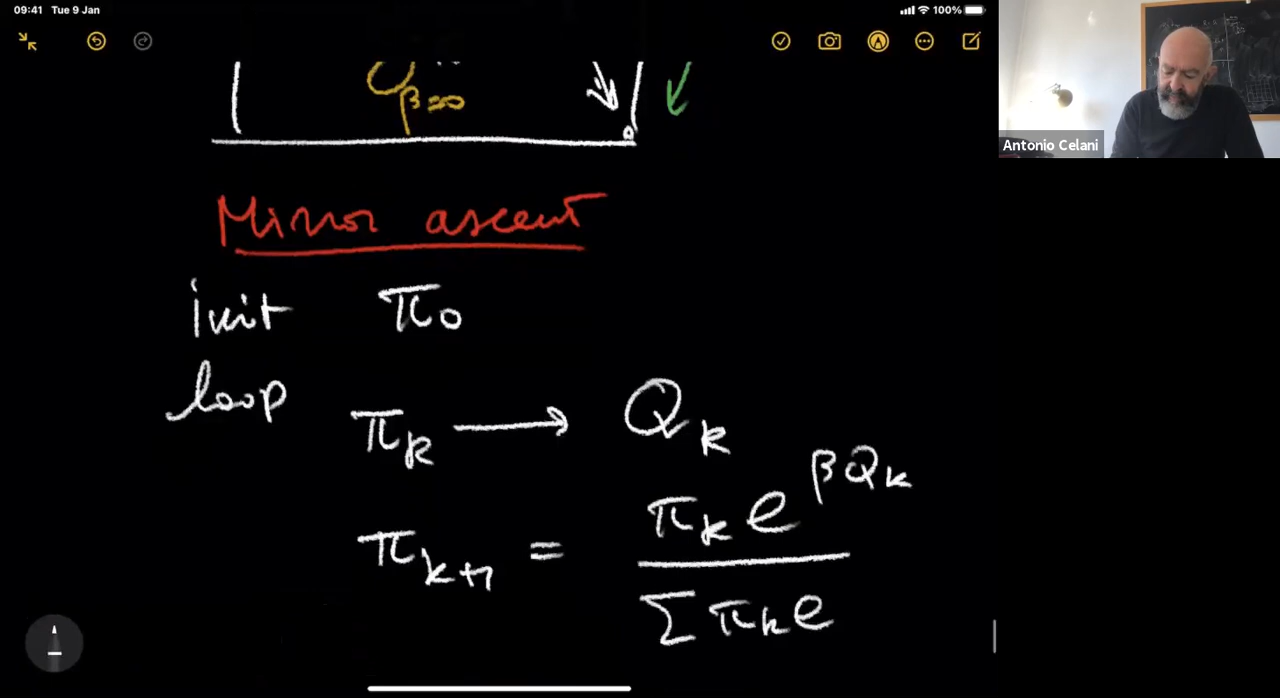 09:41 Tue 9 Jan
100%
β=0
Antonio Celani
Mirror ascent
init π₀
loop πₖ → Qₖ
πₖ₊₁ = πₖ e^βQₖ
Σ πₖ e